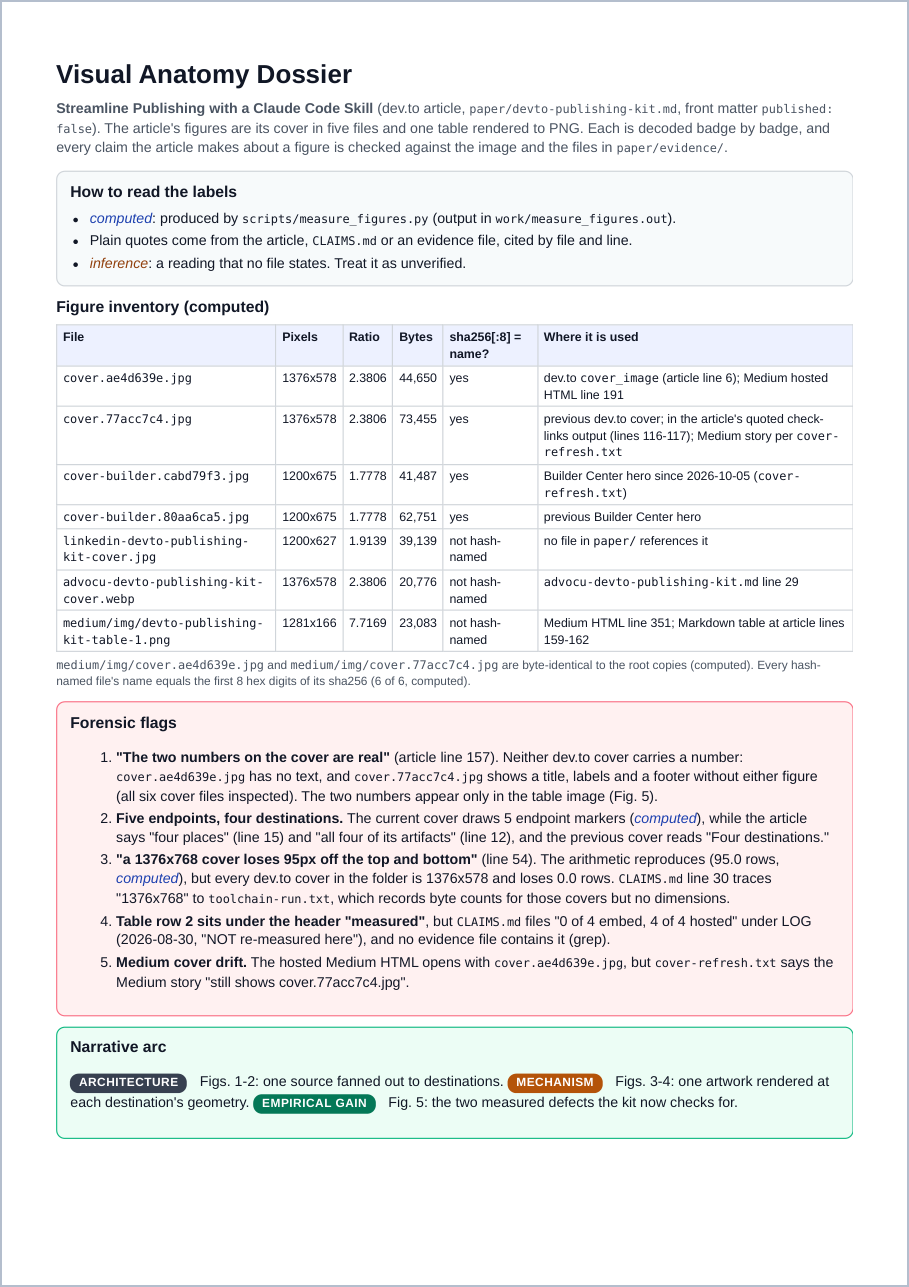 Visual Anatomy Dossier
Streamline Publishing with a Claude Code Skill (dev.to article, paper/devto-publishing-kit.md, front matter published:
false). The article's figures are its cover in five files and one table rendered to PNG. Each is decoded badge by badge, and
every claim the article makes about a figure is checked against the image and the files in paper/evidence/.
How to read the labels
• computed: produced by scripts/measure_figures.py (output in work/measure_figures.out).
• Plain quotes come from the article, CLAIMS.md or an evidence file, cited by file and line.
• inference: a reading that no file states. Treat it as unverified.
Figure inventory (computed)
File Pixels Ratio Bytes sha256[:8] =
name? Where it is used
cover.ae4d639e.jpg 1376x578 2.3806 44,650 yes dev.to cover_image (article line 6); Medium hosted
HTML line 191
cover.77acc7c4.jpg 1376x578 2.3806 73,455 yes previous dev.to cover; in the article's quoted check-
links output (lines 116-117); Medium story per cover-
refresh.txt
cover-builder.cabd79f3.jpg 1200x675 1.7778 41,487 yes Builder Center hero since 2026-10-05 (cover-
refresh.txt)
cover-builder.80aa6ca5.jpg 1200x675 1.7778 62,751 yes previous Builder Center hero
linkedin-devto-publishing- 1200x627 1.9139 39,139 not hash- no file in paper/ references it
kit-cover.jpg named
advocu-devto-publishing-kit- 1376x578 2.3806 20,776 not hash- advocu-devto-publishing-kit.md line 29
cover.webp named
medium/img/devto-publishing- 1281x166 7.7169 23,083 not hash- Medium HTML line 351; Markdown table at article lines
kit-table-1.png named 159-162
medium/img/cover.ae4d639e.jpg and medium/img/cover.77acc7c4.jpg are byte-identical to the root copies (computed). Every hash-
named file's name equals the first 8 hex digits of its sha256 (6 of 6, computed).
Forensic flags
1. "The two numbers on the cover are real" (article line 157). Neither dev.to cover carries a number:
cover.ae4d639e.jpg has no text, and cover.77acc7c4.jpg shows a title, labels and a footer without either figure
(all six cover files inspected). The two numbers appear only in the table image (Fig. 5).
2. Five endpoints, four destinations. The current cover draws 5 endpoint markers (computed), while the article
says "four places" (line 15) and "all four of its artifacts" (line 12), and the previous cover reads "Four destinations."
3. "a 1376x768 cover loses 95px off the top and bottom" (line 54). The arithmetic reproduces (95.0 rows,
computed), but every dev.to cover in the folder is 1376x578 and loses 0.0 rows. CLAIMS.md line 30 traces
"1376x768" to toolchain-run.txt, which records byte counts for those covers but no dimensions.
4. Table row 2 sits under the header "measured", but CLAIMS.md files "0 of 4 embed, 4 of 4 hosted" under LOG
(2026-08-30, "NOT re-measured here"), and no evidence file contains it (grep).
5. Medium cover drift. The hosted Medium HTML opens with cover.ae4d639e.jpg, but cover-refresh.txt says the
Medium story "still shows cover.77acc7c4.jpg".
Narrative arc
ARCHITECTURE Figs. 1-2: one source fanned out to destinations. MECHANISM Figs. 3-4: one artwork rendered at
each destination's geometry. EMPIRICAL GAIN Fig. 5: the two measured defects the kit now checks for.